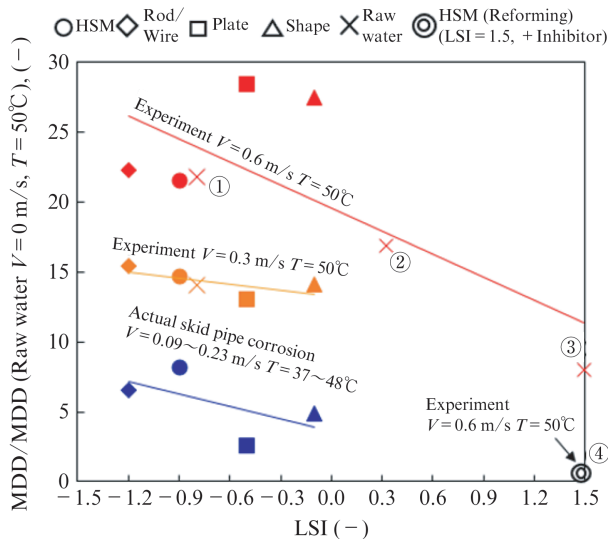 HSM Rod/ Wire Plate Shape Raw water HSM (Reforming) (LSI=1.5, + Inhibitor)
MDD/MDD (Raw water V=0 m/s, T=50℃), (−)
30
25
20
15
10
5
0
Experiment V=0.6 m/s T=50℃
①
②
Experiment V=0.3 m/s T=50℃
Actual skid pipe corrosion
V=0.09～0.23 m/s T=37～48℃
③
Experiment
V=0.6 m/s T=50℃
④
−1.5 −1.2 −0.9 −0.6 −0.3 0.0 0.3 0.6 0.9 1.2 1.5
LSI (−)